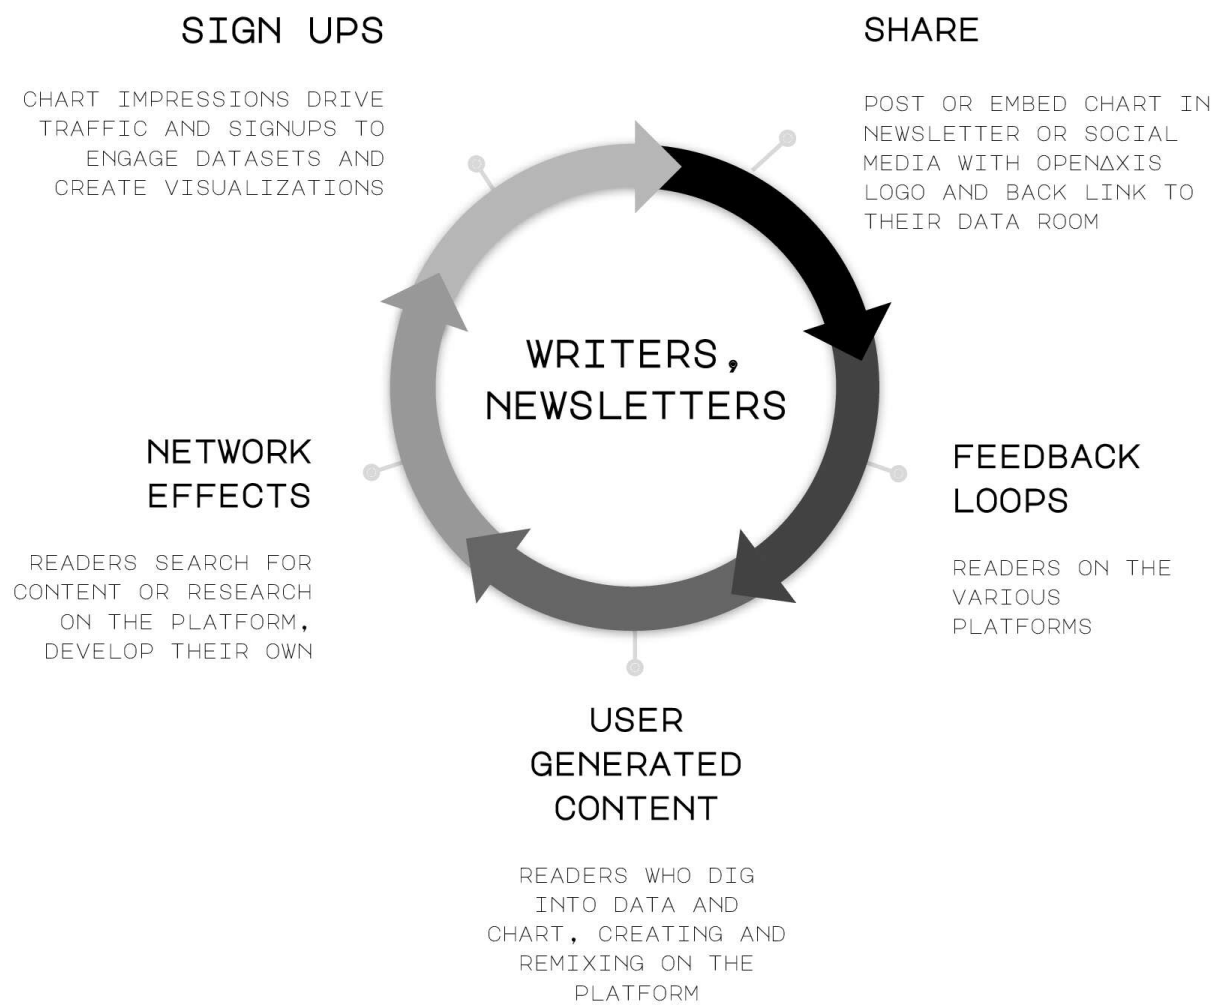 SIGN UPS
CHART IMPRESSIONS DRIVE
TRAFFIC AND SIGNUPS TO
ENGAGE DATASETS AND
CREATE VISUALIZATIONS
SHARE
POST OR EMBED CHART IN
NEWSLETTER OR SOCIAL
MEDIA WITH OPENΔXIS
LOGO AND BACK LINK TO
THEIR DATA ROOM
WRITERS,
NEWSLETTERS
NETWORK
EFFECTS
READERS SEARCH FOR
CONTENT OR RESEARCH
ON THE PLATFORM,
DEVELOP THEIR OWN
FEEDBACK
LOOPS
READERS ON THE
VARIOUS
PLATFORMS
USER
GENERATED
CONTENT
READERS WHO DIG
INTO DATA AND
CHART, CREATING AND
REMIXING ON THE
PLATFORM